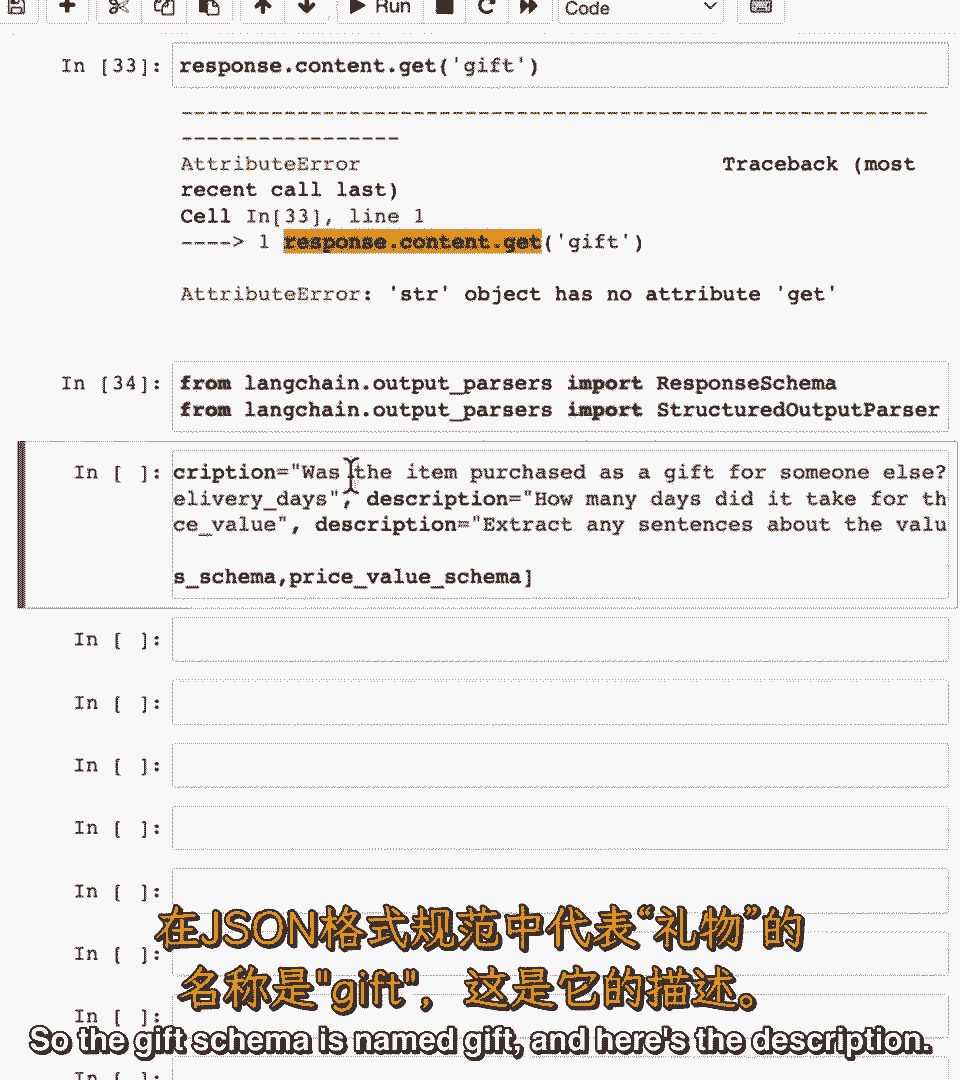 Run
Code
In [33]: response.content.get('gift')
---------------------------------------------------------
-----------------
AttributeError Traceback (most
recent call last)
Cell In[33], line 1
----> 1 response.content.get('gift')
AttributeError: 'str' object has no attribute 'get'
In [34]: from langchain.output_parsers import ResponseSchema
from langchain.output_parsers import StructuredOutputParser
In [ ]: cription="Was the item purchased as a gift for someone else?
elivery_days", description="How many days did it take for th
ce_value", description="Extract any sentences about the valu
s_schema,price_value_schema]
In [ ]:
In [ ]:
In [ ]:
In [ ]:
In [ ]:
In [ ]:
In [ ]:
In [ ]:
在JSON格式规范中代表“礼物”的
名称是"gift"，这是它的描述。
So the gift schema is named gift, and here's the description.